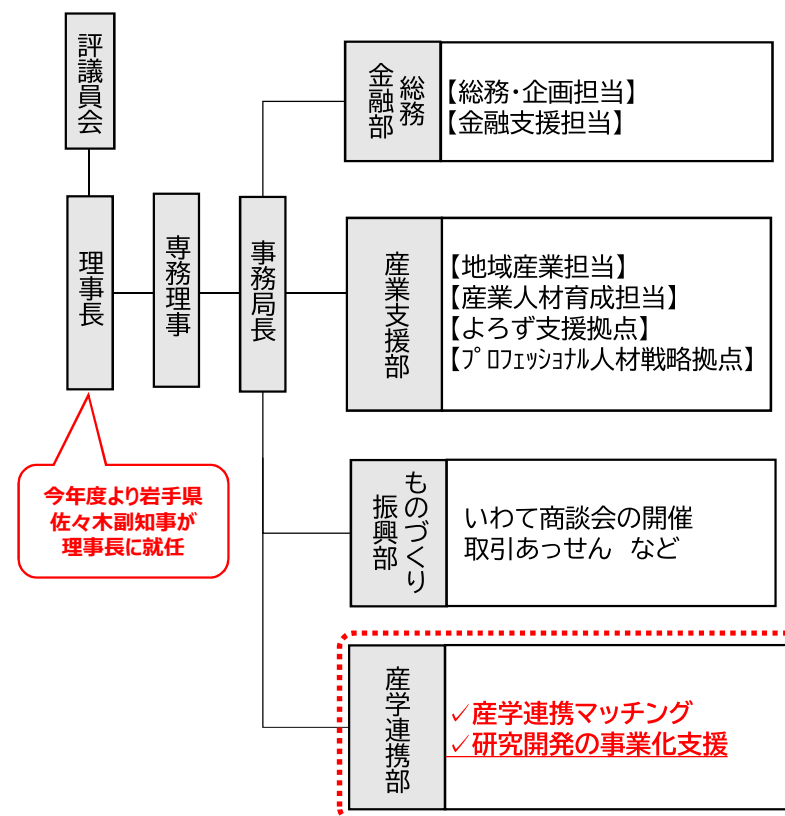 評議員会
理事長
専務理事
事務局長
今年度より岩手県
佐々木副知事が
理事長に就任
総務
金融部
【総務・企画担当】
【金融支援担当】
産業支援部
【地域産業担当】
【産業人材育成担当】
【よろず支援拠点】
【プロフェッショナル人材戦略拠点】
ものづくり
振興部
いわて商談会の開催
取引あっせん　など
産学連携部
✓産学連携マッチング
✓研究開発の事業化支援